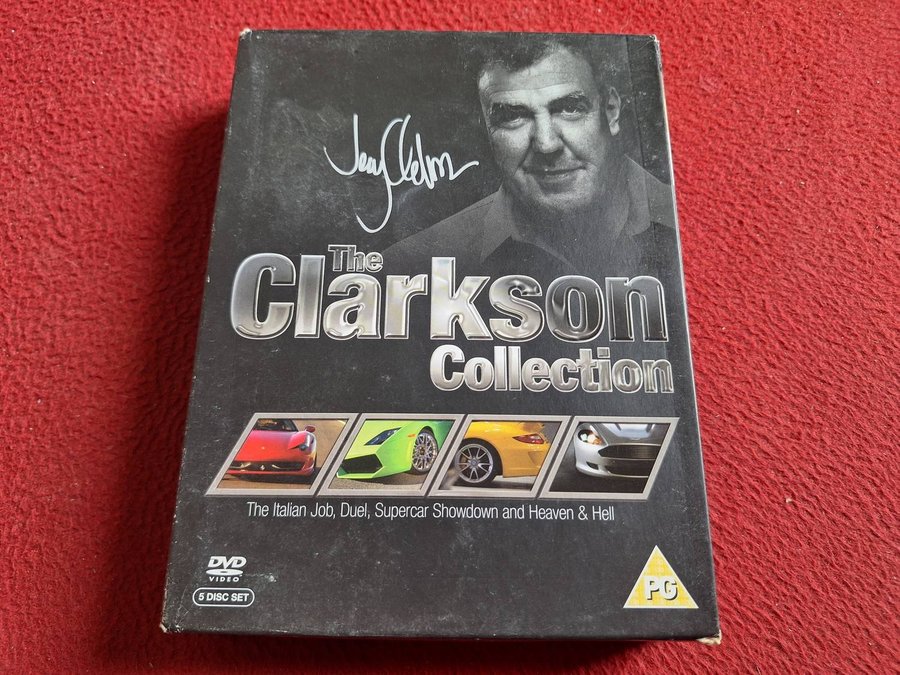 The
Clarkson
Collection
The Italian Job, Duel, Supercar Showdown and Heaven & Hell
DVD
VIDEO
5 DISC SET
PG